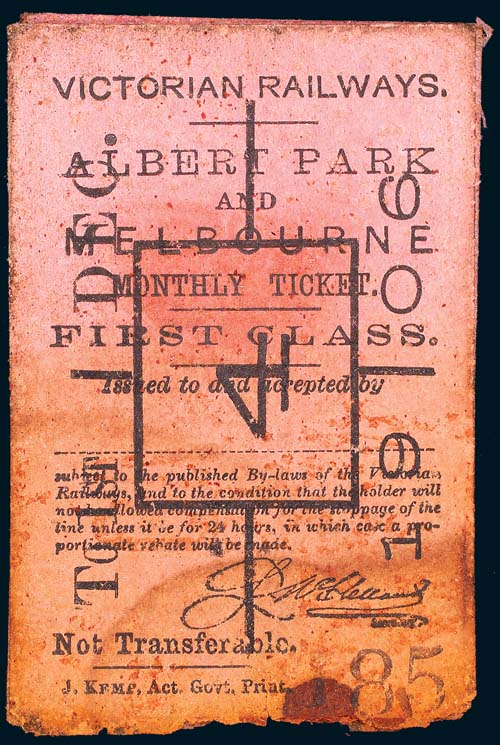 VICTORIAN RAILWAYS.
ALBERT PARK
AND
MELBOURNE
MONTHLY TICKET.
FIRST CLASS.
Issued to and accepted by
subject to the published By-laws of the Victorian
Railways, and to the condition that the holder will
not be allowed compensation for the stoppage of the
line unless it be for 24 hours, in which case a pro-
portionate rebate will be made.
Not Transferable.
J. KEMP, Act. Govt. Print.
85
TO 1 DEC.
4
1906